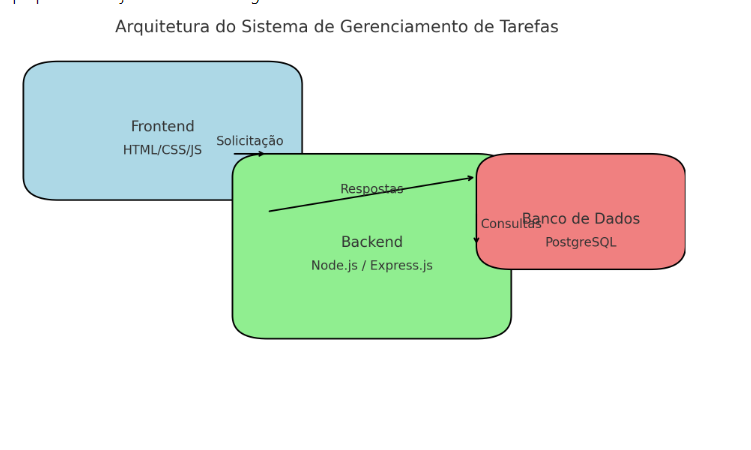 Arquitetura do Sistema de Gerenciamento de Tarefas
Frontend
HTML/CSS/JS
Solicitação
Respostas
Backend
Node.js / Express.js
Consultas
Banco de Dados
PostgreSQL